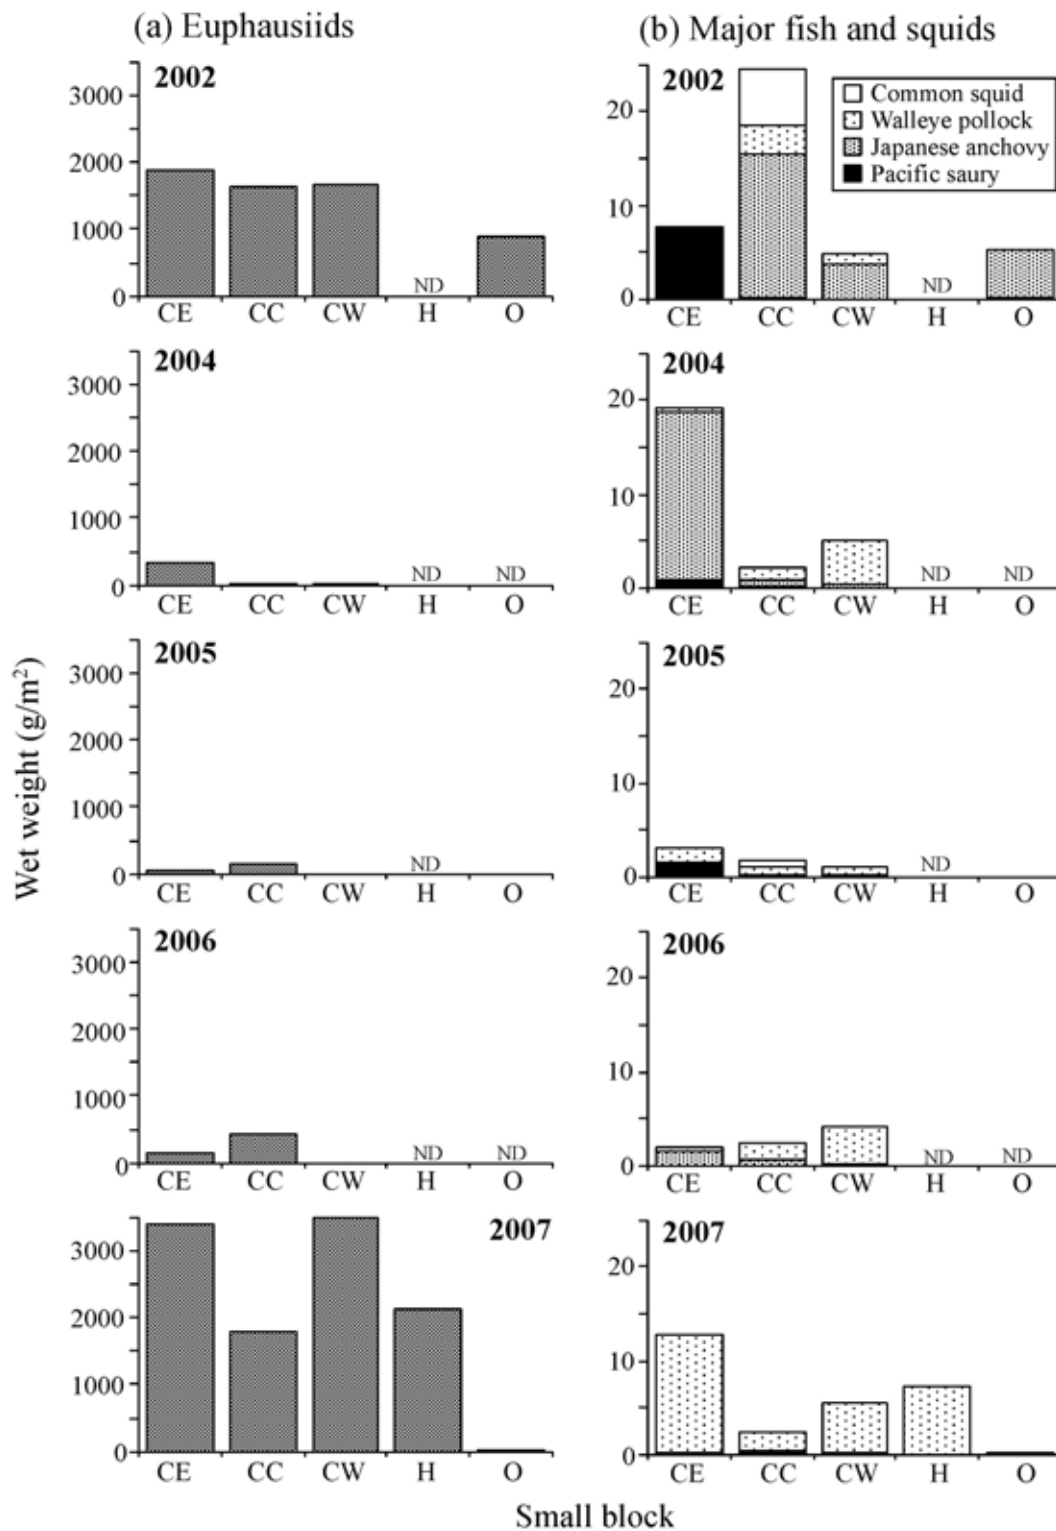 (a) Euphausiids
(b) Major fish and squids
2002
3000
2000
1000
0
ND
CE CC CW H O
2002
20
10
0
Common squid
Walleye pollock
Japanese anchovy
Pacific saury
ND
CE CC CW H O
2004
3000
2000
1000
0
ND ND
CE CC CW H O
2004
20
10
0
ND ND
CE CC CW H O
Wet weight (g/m²)
2005
3000
2000
1000
0
ND
CE CC CW H O
2005
20
10
0
ND
CE CC CW H O
2006
3000
2000
1000
0
ND ND
CE CC CW H O
2006
20
10
0
ND ND
CE CC CW H O
2007
3000
2000
1000
0
CE CC CW H O
2007
20
10
0
CE CC CW H O
Small block